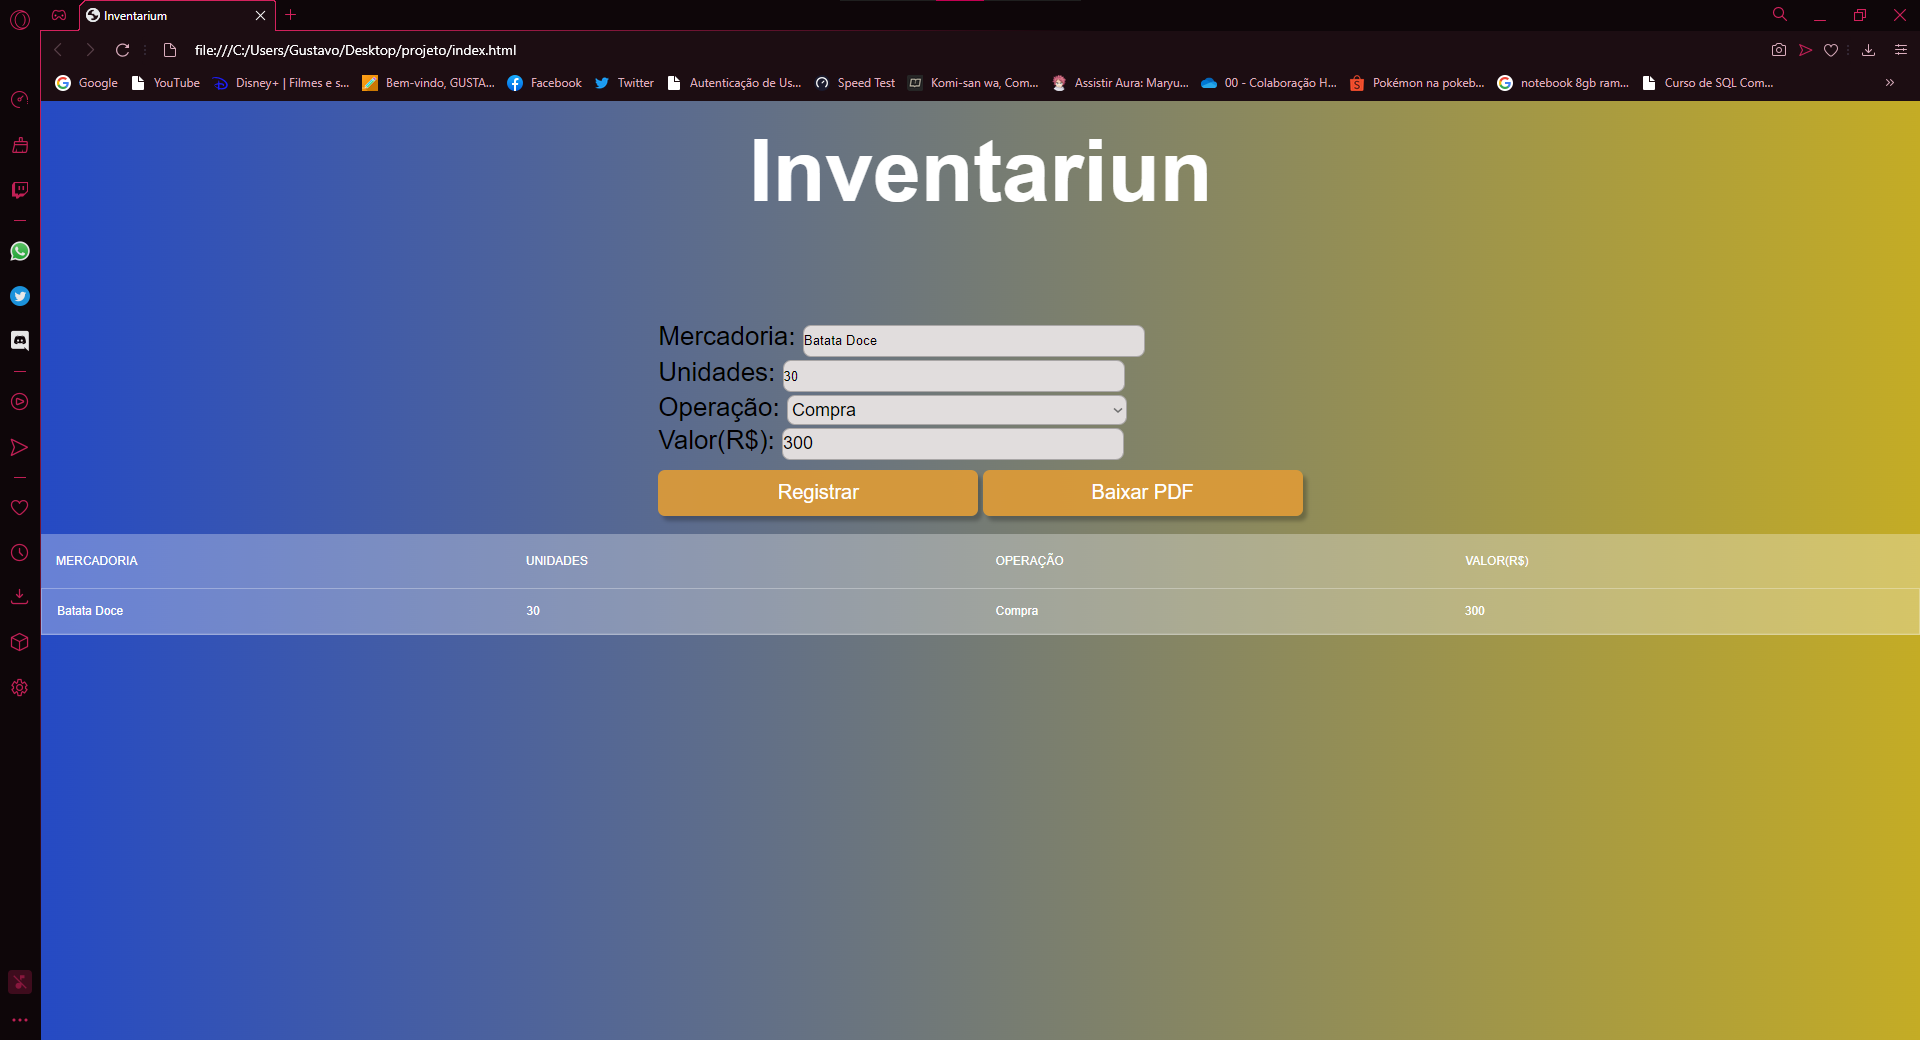 Inventarium
file:///C:/Users/Gustavo/Desktop/projeto/index.html
Google YouTube Disney+ | Filmes e s... Bem-vindo, GUSTA... Facebook Twitter Autenticação de Us... Speed Test Komi-san wa, Com... Assistir Aura: Maryu... 00 - Colaboração H... Pokémon na pokeb... notebook 8gb ram... Curso de SQL Com...
Inventariun
Mercadoria: Batata Doce
Unidades: 30
Operação: Compra
Valor(R$): 300
Registrar Baixar PDF
MERCADORIA UNIDADES OPERAÇÃO VALOR(R$)
Batata Doce 30 Compra 300